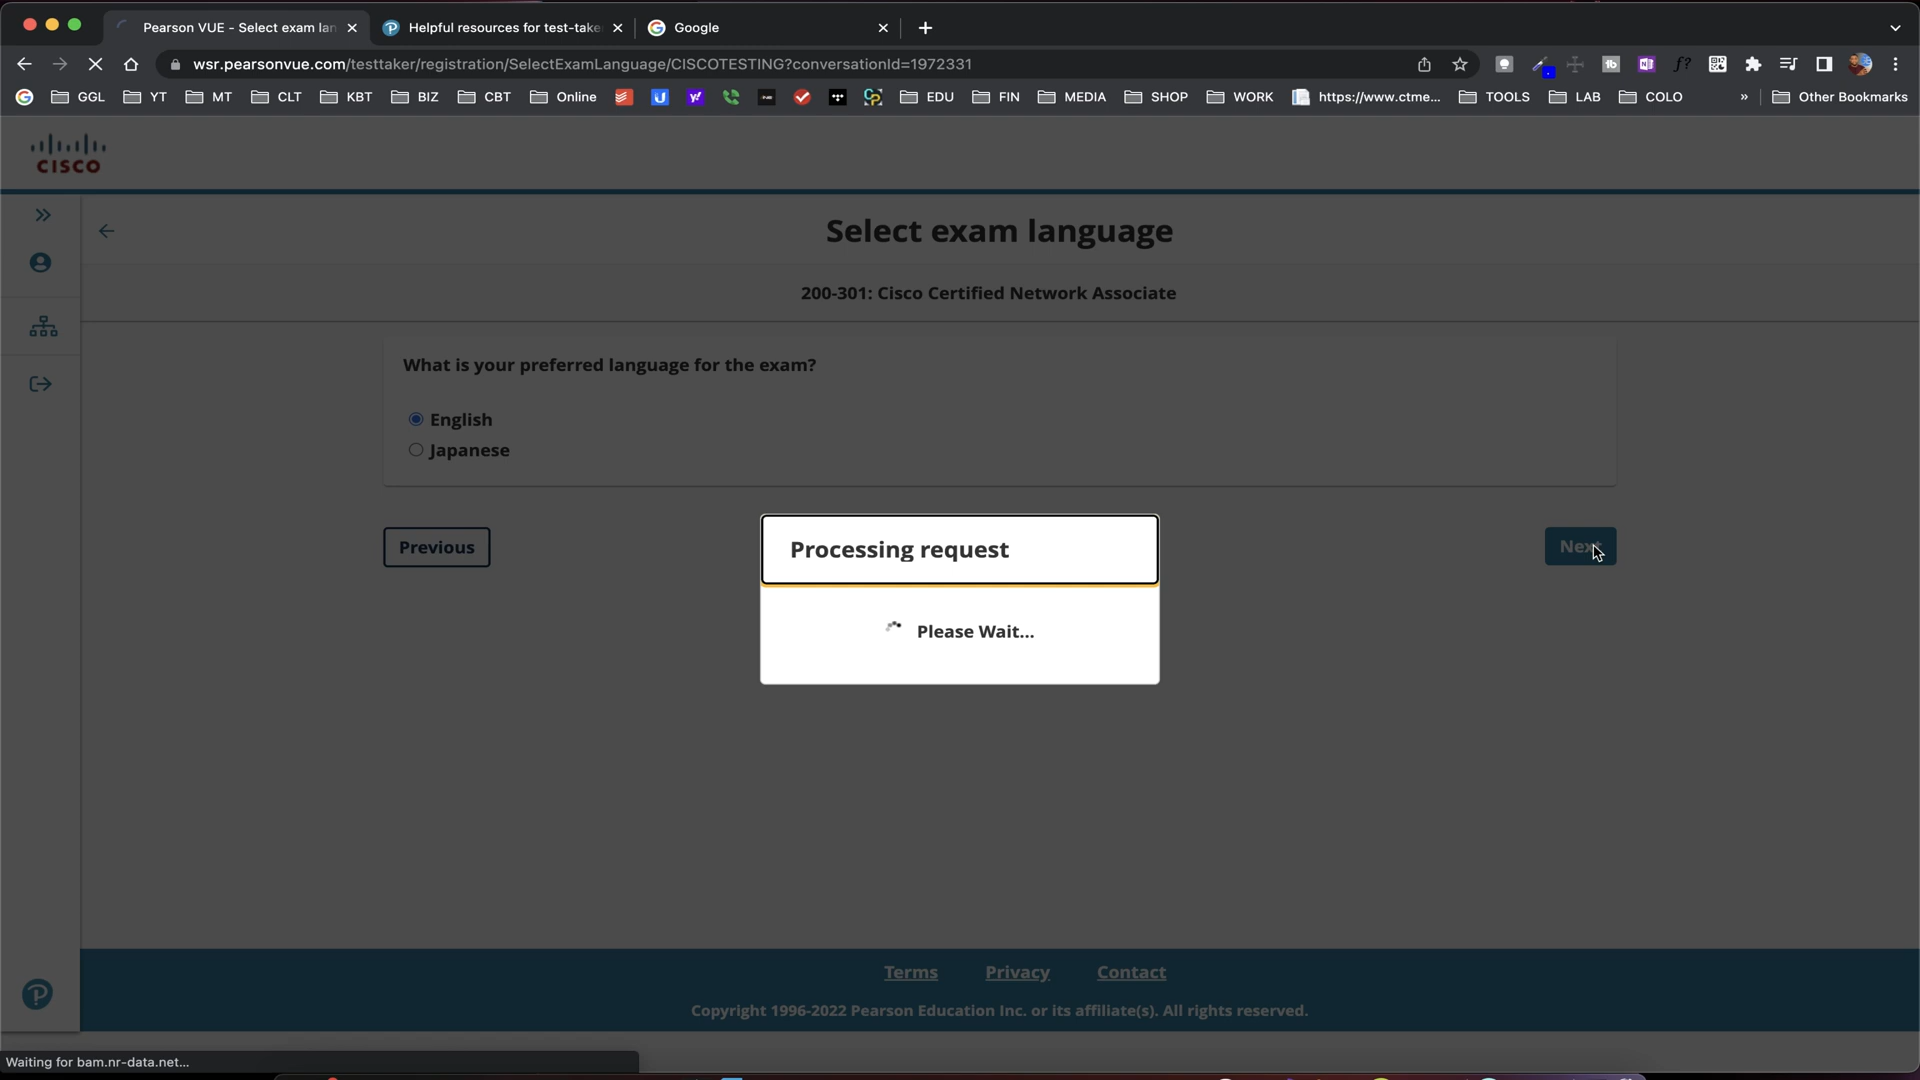 Pearson VUE - Select exam lan
Helpful resources for test-take
Google
wsr.pearsonvue.com/testtaker/registration/SelectExamLanguage/CISCOTESTING?conversationId=1972331
GGL
YT
MT
CLT
KBT
BIZ
CBT
Online
EDU
FIN
MEDIA
SHOP
WORK
https://www.ctme...
TOOLS
LAB
COLO
»
Other Bookmarks
CISCO
Select exam language
200-301: Cisco Certified Network Associate
What is your preferred language for the exam?
English
Japanese
Previous
Next
Processing request
Please Wait...
Terms
Privacy
Contact
Copyright 1996-2022 Pearson Education Inc. or its affiliate(s). All rights reserved.
Waiting for bam.nr-data.net...